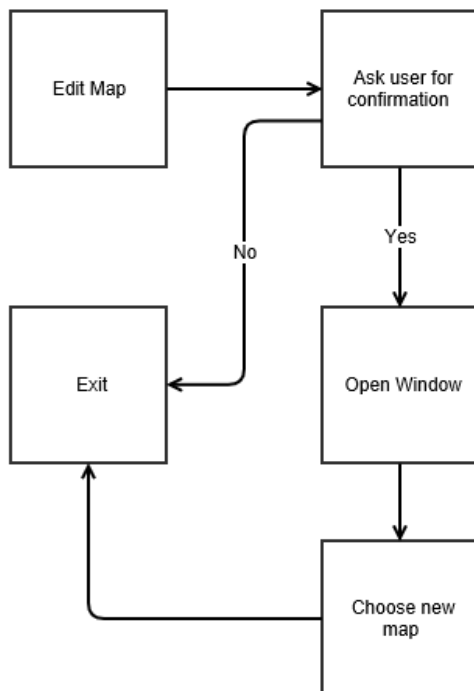 Edit Map
Ask user for
confirmation
No
Yes
Exit
Open Window
Choose new
map